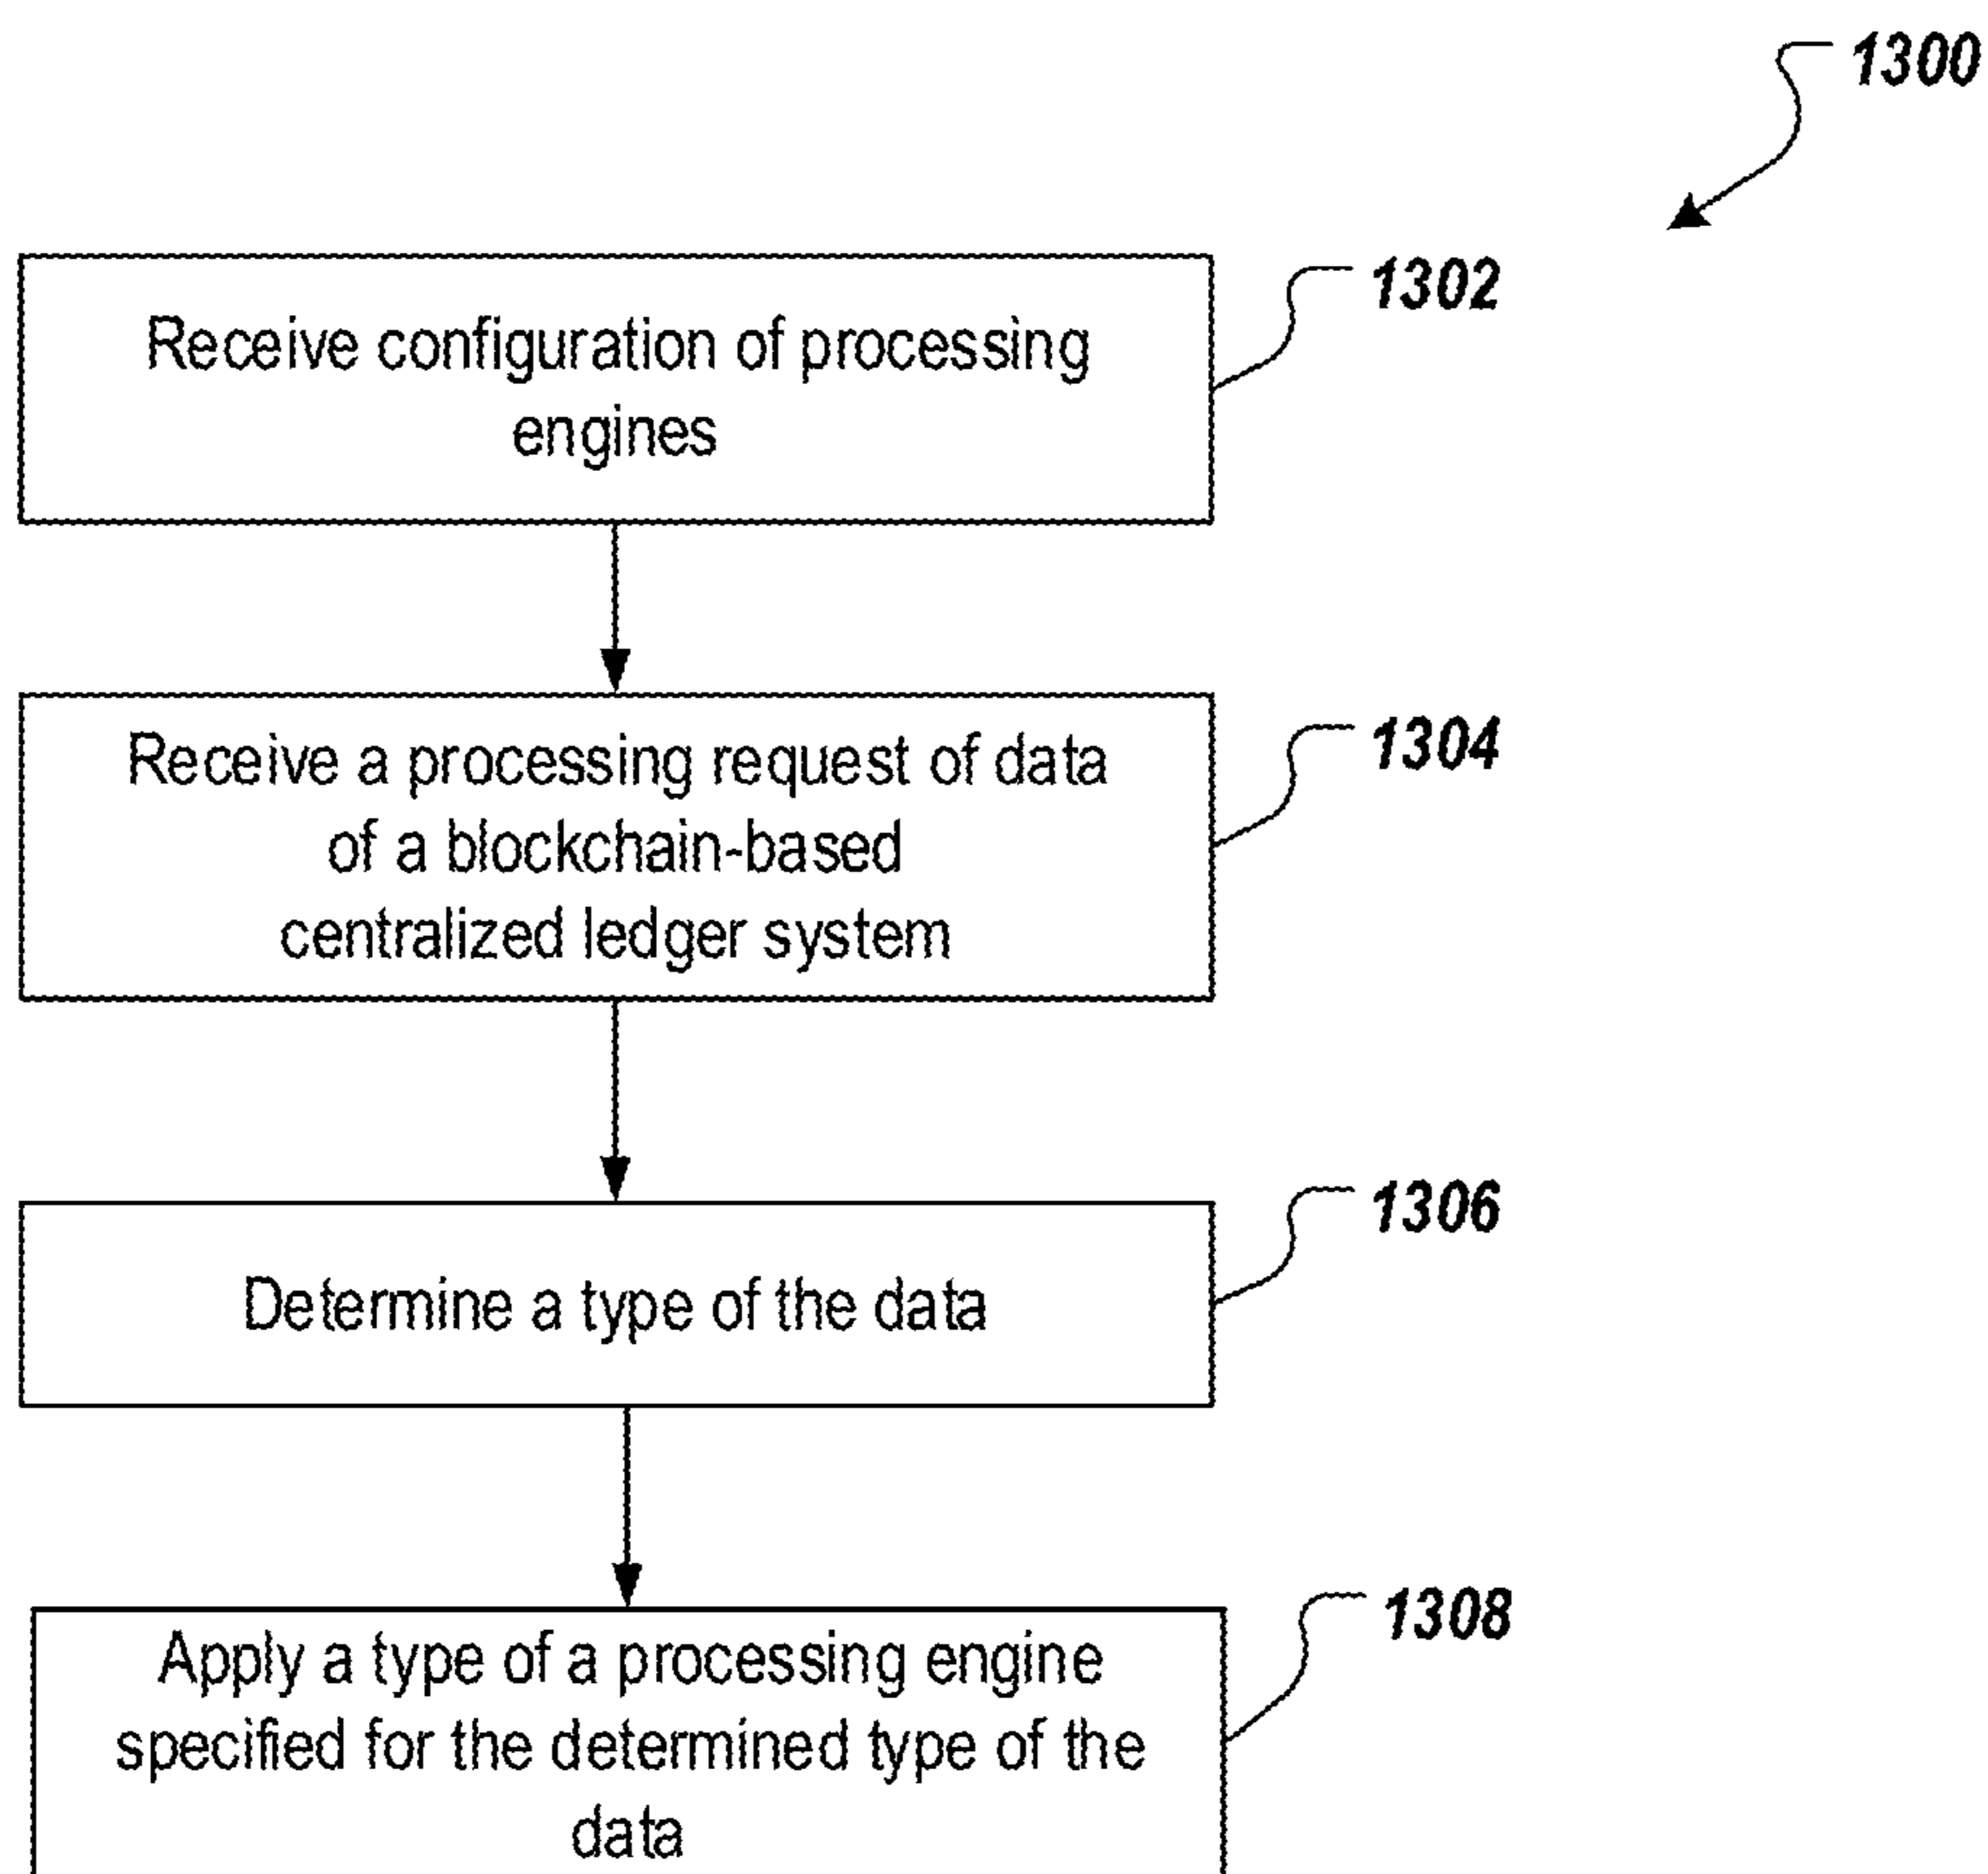 1300
Receive configuration of processing
engines
1302
Receive a processing request of data
of a blockchain-based
centralized ledger system
1304
Determine a type of the data
1306
Apply a type of a processing engine
specified for the determined type of the
data
1308